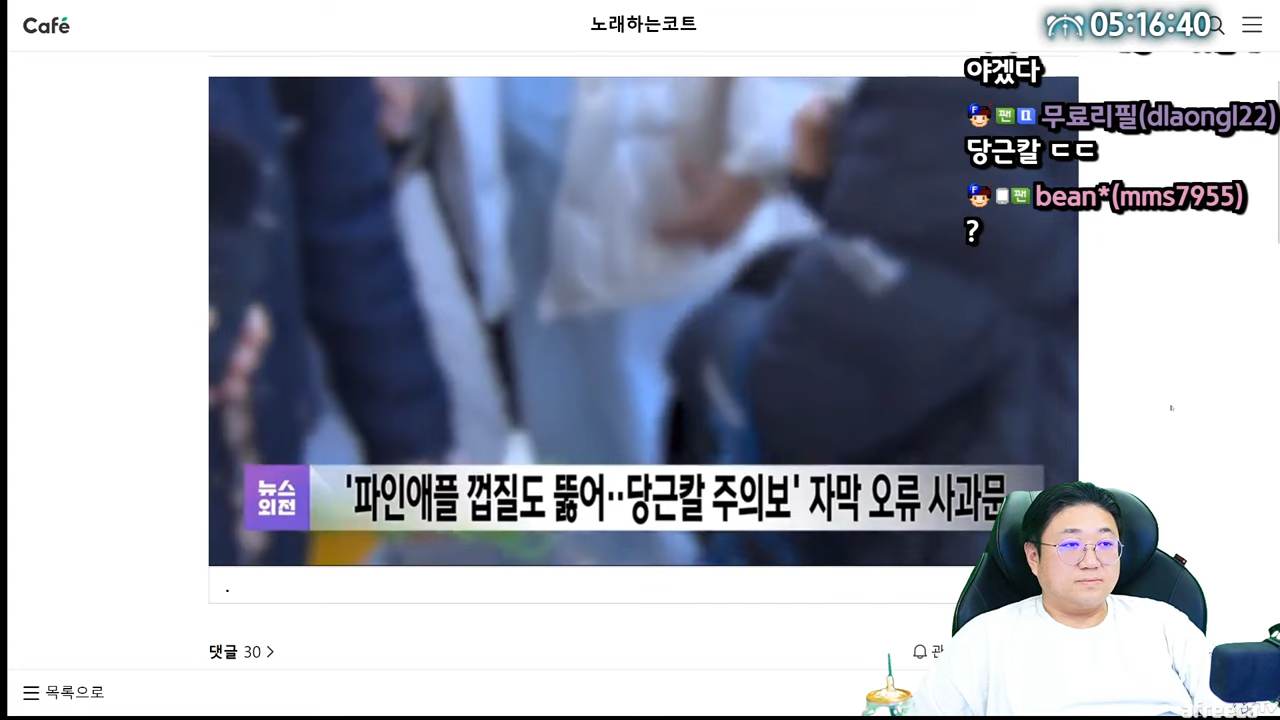 Café
노래하는코트
05:16:40
야겠다
무료리필(dlaongl22)
당근칼 ㄷㄷ
bean*(mms7955)
?
뉴스
외전
'파인애플 껍질도 뚫어··당근칼 주의보' 자막 오류 사과문
.
댓글 30
목록으로
afreecaTV